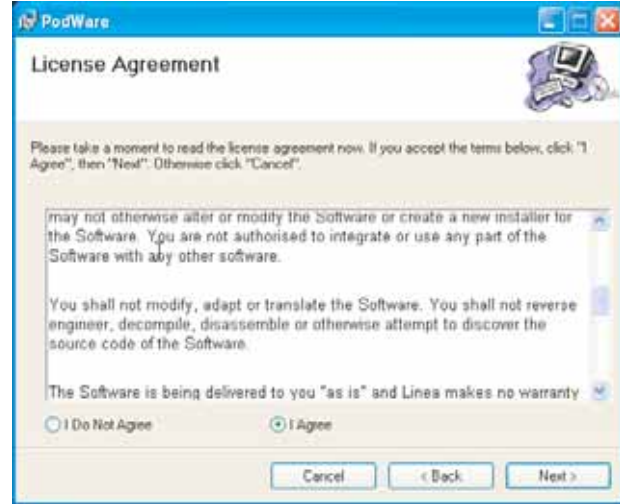 PodWare
License Agreement
Please take a moment to read the license agreement now. If you accept the terms below, click "I
Agree", then "Next". Otherwise click "Cancel".
may not otherwise alter or modify the Software or create a new installer for
the Software. You are not authorised to integrate or use any part of the
Software with any other software.
You shall not modify, adapt or translate the Software. You shall not reverse
engineer, decompile, disassemble or otherwise attempt to discover the
source code of the Software.
The Software is being delivered to you "as is" and Linea makes no warranty
I Do Not Agree
I Agree
Cancel
< Back
Next >